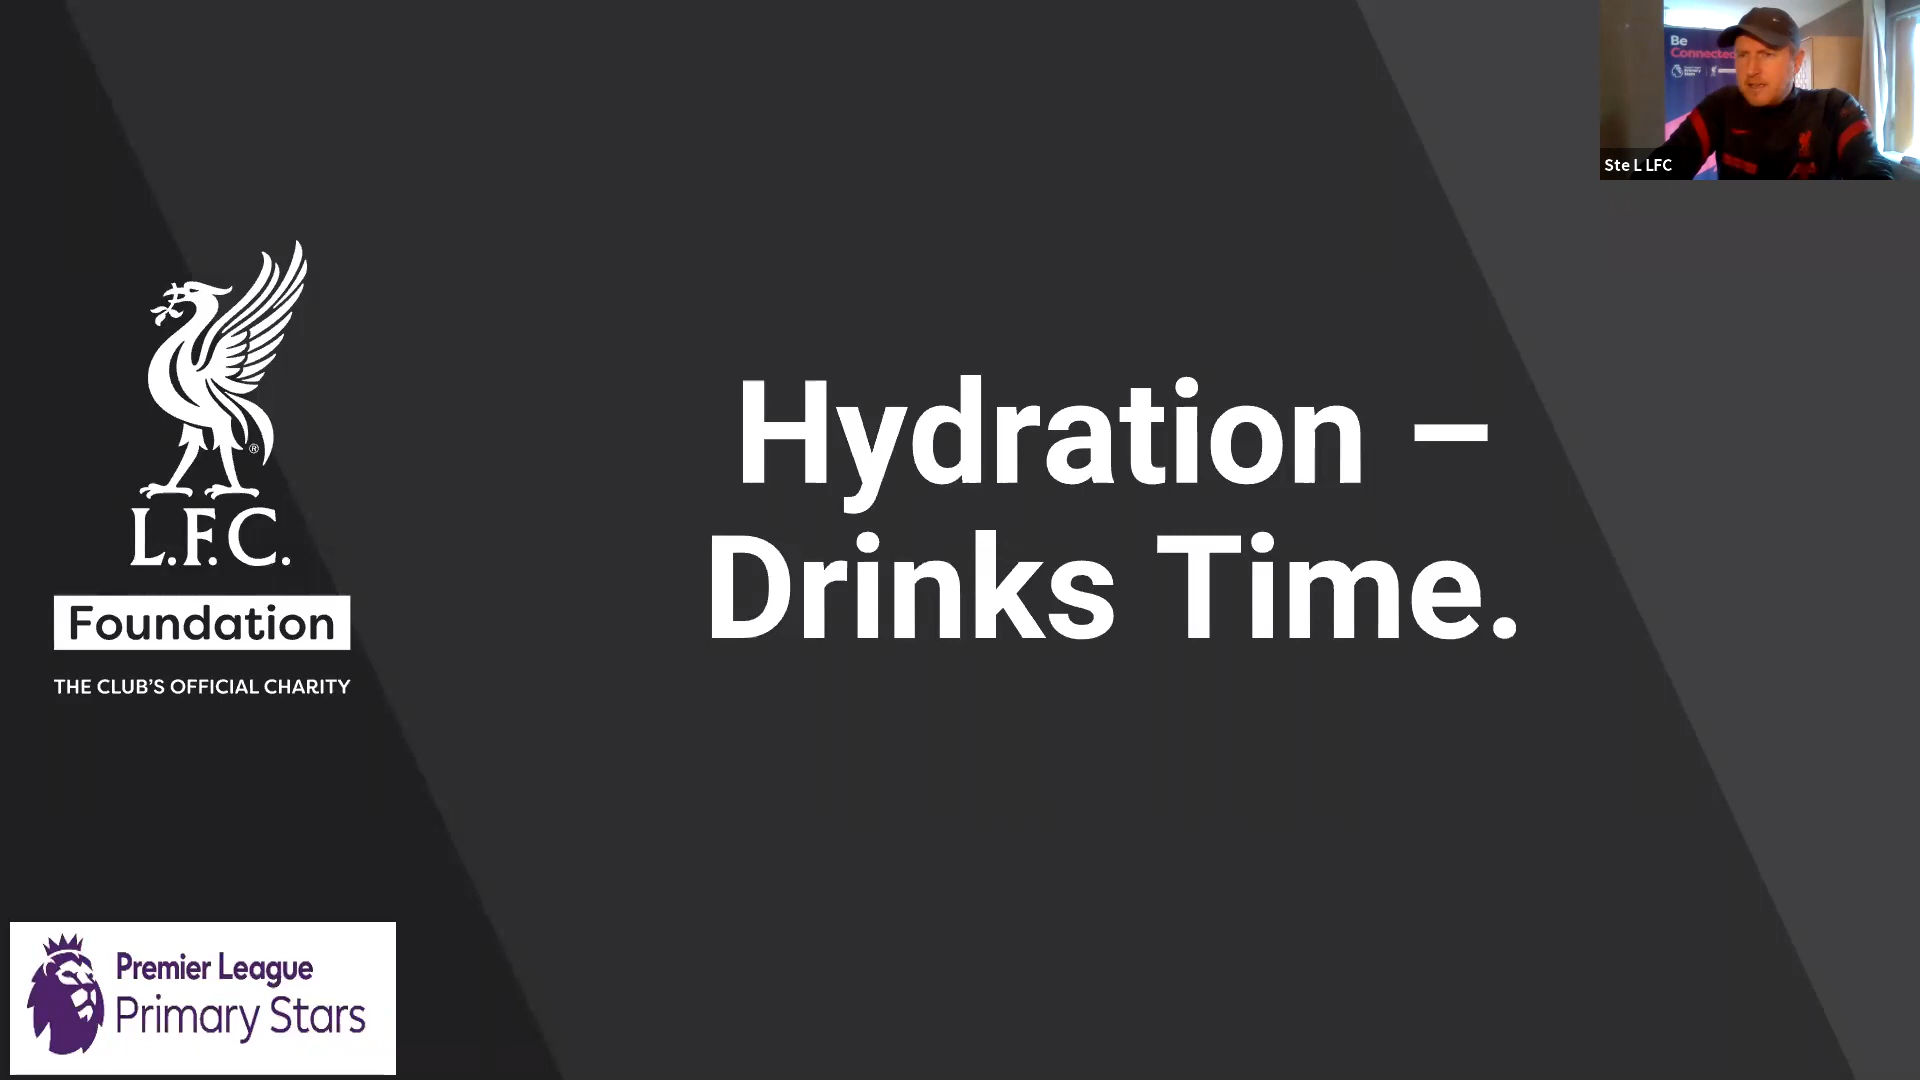 Be
Connected
Ste L LFC
Hydration –
Drinks Time.
L.F.C.
®
Foundation
THE CLUB'S OFFICIAL CHARITY
Premier League
Primary Stars